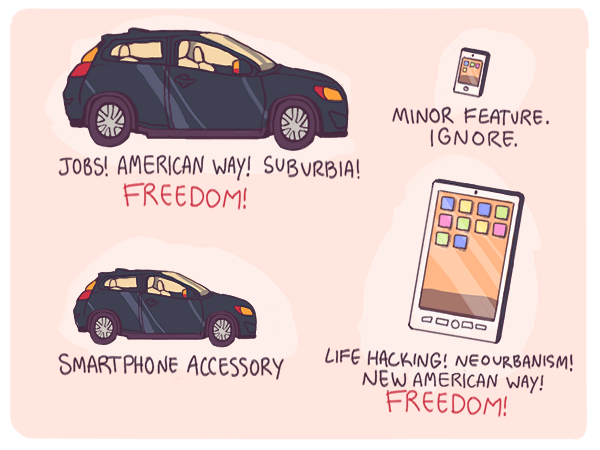 JOBS! AMERICAN WAY! SUBURBIA!
FREEDOM!
MINOR FEATURE.
IGNORE.
SMARTPHONE ACCESSORY
LIFE HACKING! NEOURBANISM!
NEW AMERICAN WAY!
FREEDOM!